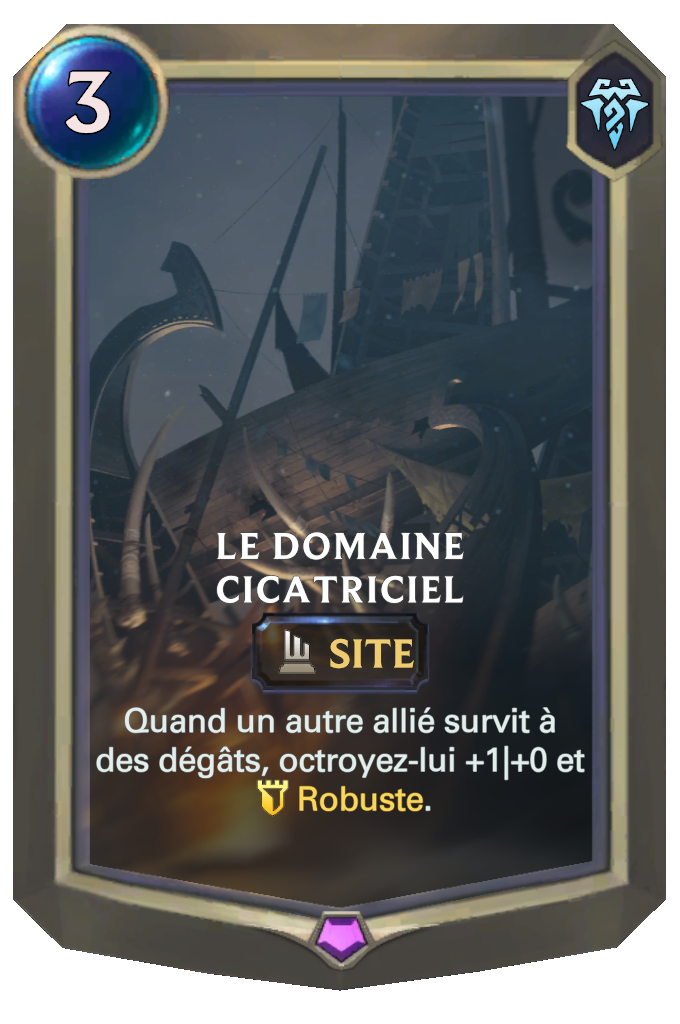 3
LE DOMAINE
CICATRICIEL
SITE
Quand un autre allié survit à
des dégâts, octroyez-lui +1|+0 et
Robuste.